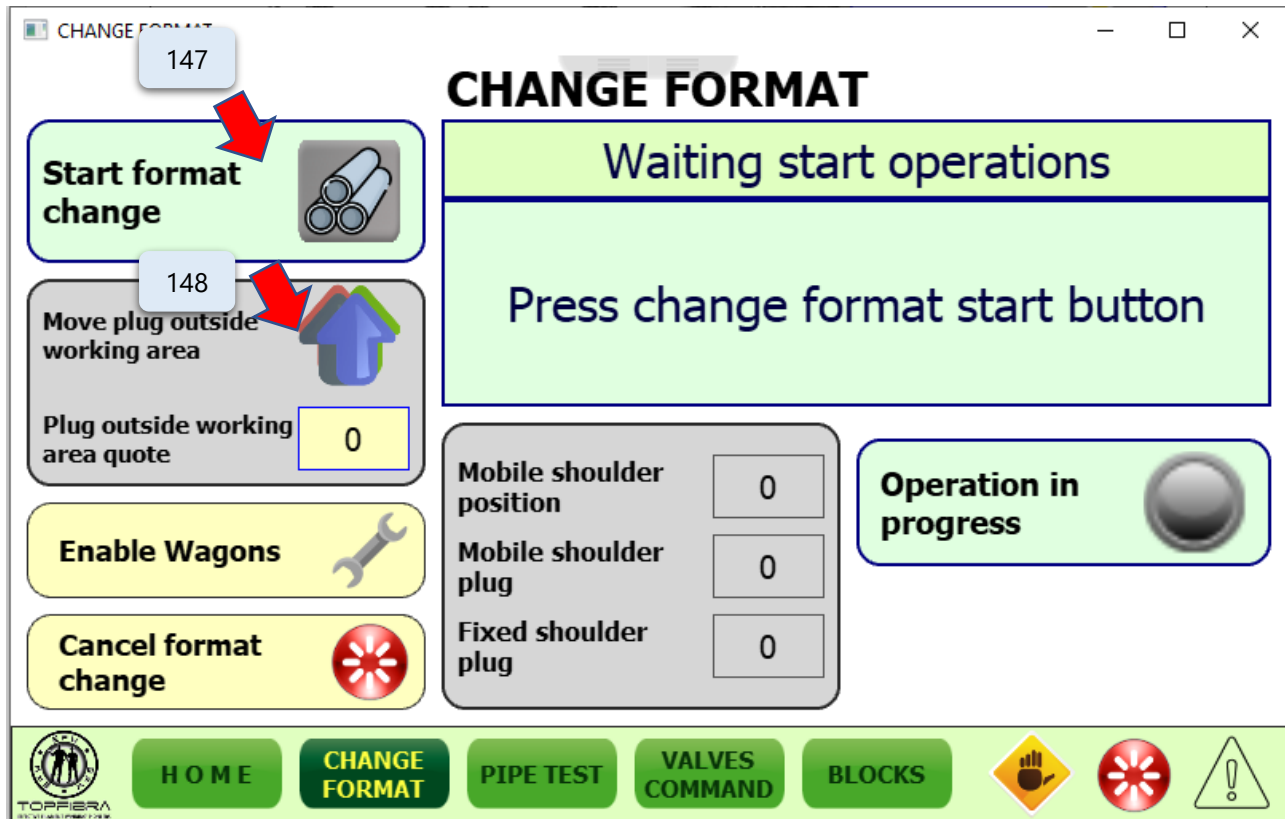 CHANGE FORMAT
147
CHANGE FORMAT
Start format
change
Waiting start operations
Press change format start button
148
Move plug outside
working area
Plug outside working
area quote
0
Enable Wagons
Cancel format
change
Mobile shoulder
position
0
Mobile shoulder
plug
0
Fixed shoulder
plug
0
Operation in
progress
TOPFIBRA
HOME
CHANGE
FORMAT
PIPE TEST
VALVES
COMMAND
BLOCKS